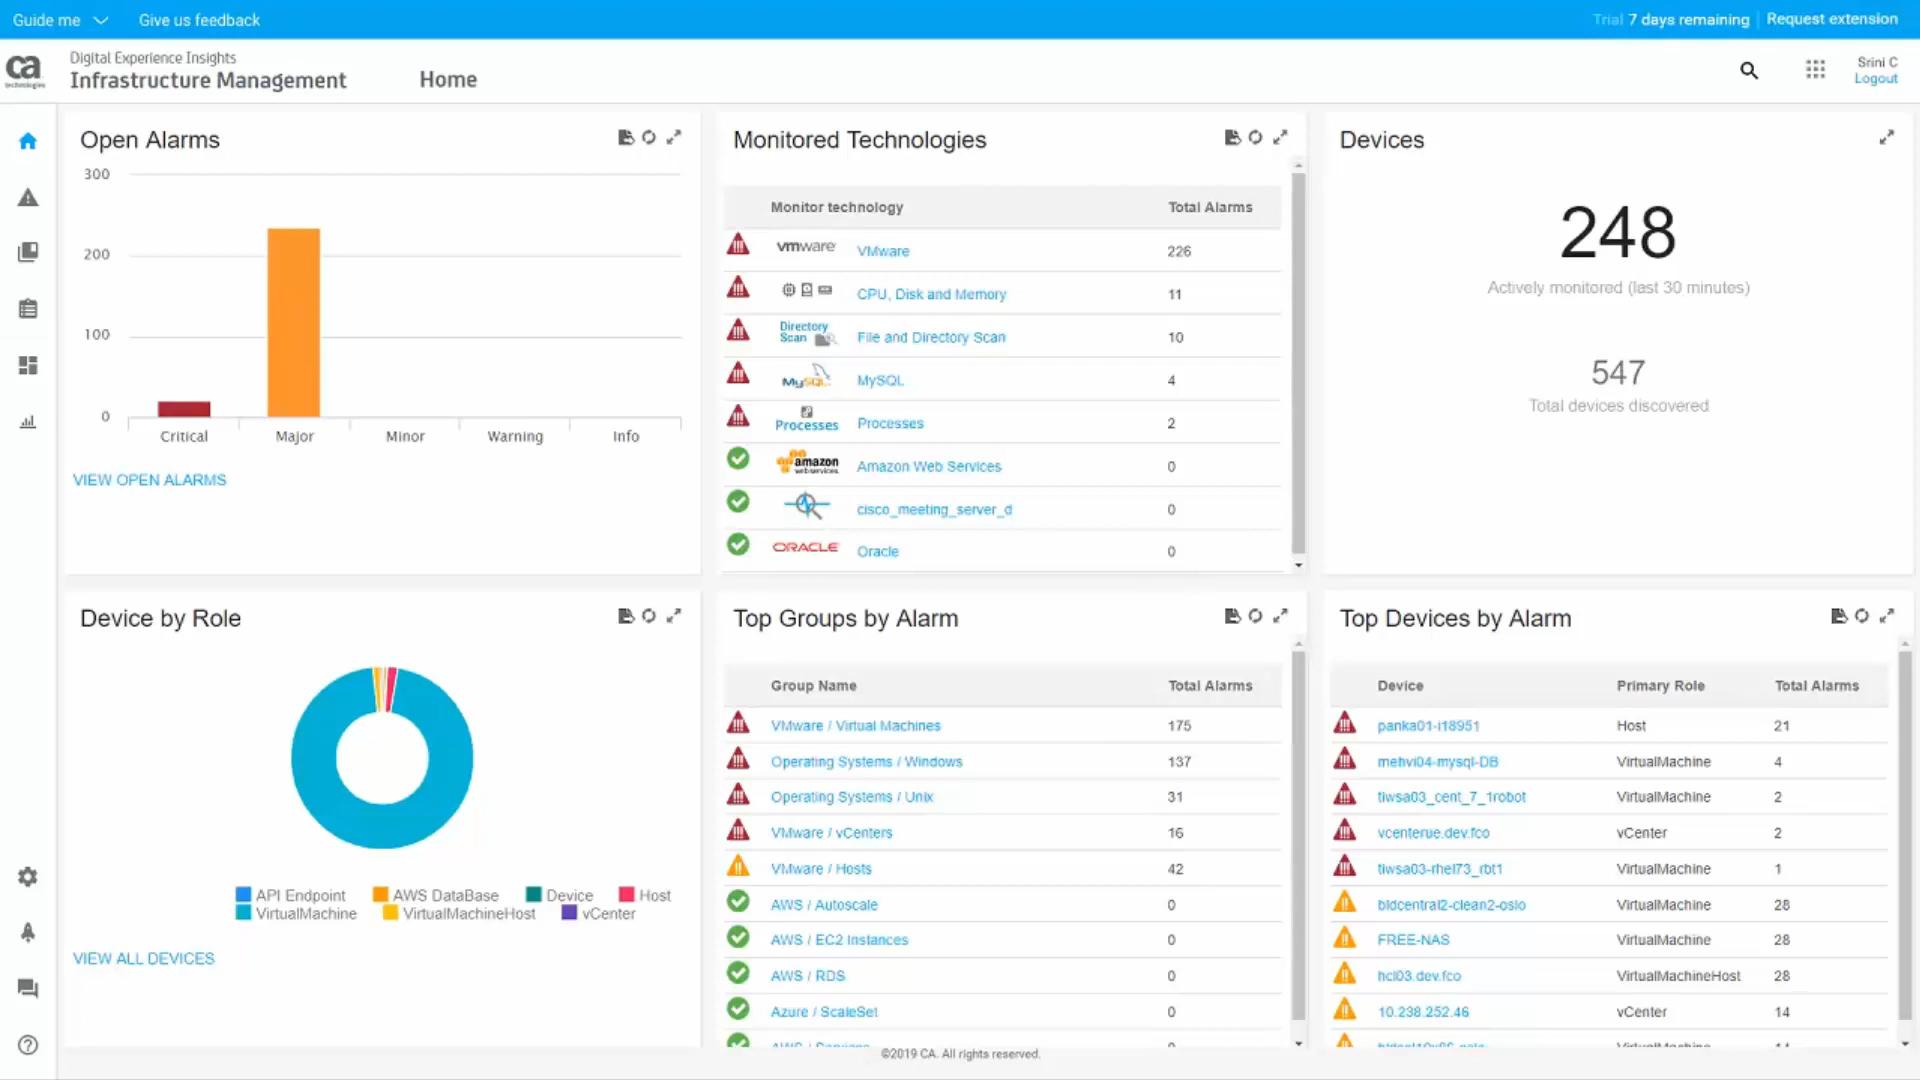 Guide me
Give us feedback
Trial 7 days remaining
Request extension
ca
technologies
Digital Experience Insights
Infrastructure Management
Home
Srini C
Logout
Open Alarms
300
200
100
0
Critical
Major
Minor
Warning
Info
VIEW OPEN ALARMS
Monitored Technologies
Monitor technology
Total Alarms
vmware VMware 226
CPU, Disk and Memory 11
Directory
Scan
File and Directory Scan 10
MySQL MySQL 4
Processes Processes 2
amazon
webservices
Amazon Web Services 0
cisco_meeting_server_d 0
ORACLE Oracle 0
Devices
248
Actively monitored (last 30 minutes)
547
Total devices discovered
Device by Role
API Endpoint AWS DataBase Device Host
VirtualMachine VirtualMachineHost vCenter
VIEW ALL DEVICES
Top Groups by Alarm
Group Name Total Alarms
VMware / Virtual Machines 175
Operating Systems / Windows 137
Operating Systems / Unix 31
VMware / vCenters 16
VMware / Hosts 42
AWS / Autoscale 0
AWS / EC2 Instances 0
AWS / RDS 0
Azure / ScaleSet 0
Top Devices by Alarm
Device Primary Role Total Alarms
panka01-i18951 Host 21
mehvi04-mysql-DB VirtualMachine 4
tiwsa03_cent_7_1robot VirtualMachine 2
vcenterue.dev.fco vCenter 2
tiwsa03-rhel73_rbt1 VirtualMachine 1
bldcentral2-clean2-oslo VirtualMachine 28
FREE-NAS VirtualMachine 28
hcl03.dev.fco VirtualMachineHost 28
10.238.252.46 vCenter 14
©2019 CA. All rights reserved.